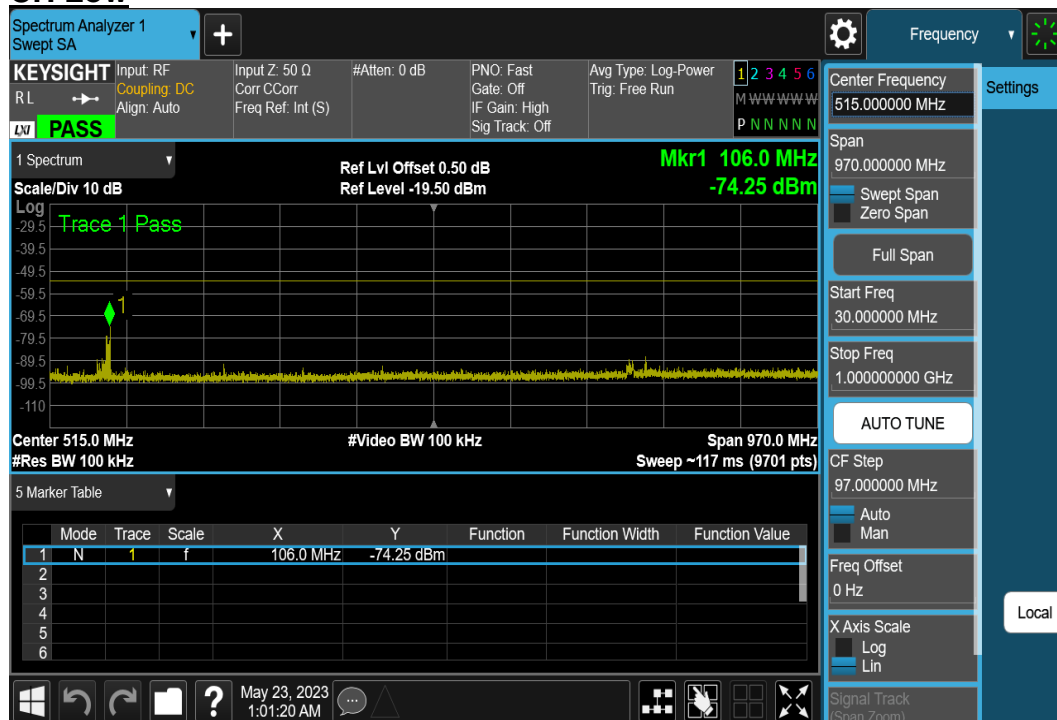 CH Low
Spectrum Analyzer 1
Swept SA
Frequency
KEYSIGHT
R L
LXI
PASS
Input: RF
Coupling: DC
Align: Auto
Input Z: 50 Ω
Corr CCorr
Freq Ref: Int (S)
#Atten: 0 dB
PNO: Fast
Gate: Off
IF Gain: High
Sig Track: Off
Avg Type: Log-Power
Trig: Free Run
1 2 3 4 5 6
M W W W W W
P N N N N N
1 Spectrum
Scale/Div 10 dB
Ref Lvl Offset 0.50 dB
Ref Level -19.50 dBm
Mkr1 106.0 MHz
-74.25 dBm
Log
Trace 1 Pass
-29.5
-39.5
-49.5
-59.5
-69.5
-79.5
-89.5
-99.5
-110
1
Center 515.0 MHz
#Res BW 100 kHz
#Video BW 100 kHz
Span 970.0 MHz
Sweep ~117 ms (9701 pts)
5 Marker Table
Mode Trace Scale X Y Function Function Width Function Value
1 N 1 f 106.0 MHz -74.25 dBm
2
3
4
5
6
May 23, 2023
1:01:20 AM
Center Frequency
515.000000 MHz
Span
970.000000 MHz
Swept Span
Zero Span
Full Span
Start Freq
30.000000 MHz
Stop Freq
1.000000000 GHz
AUTO TUNE
CF Step
97.000000 MHz
Auto
Man
Freq Offset
0 Hz
X Axis Scale
Log
Lin
Signal Track
(Span Zoom)
Settings
Local